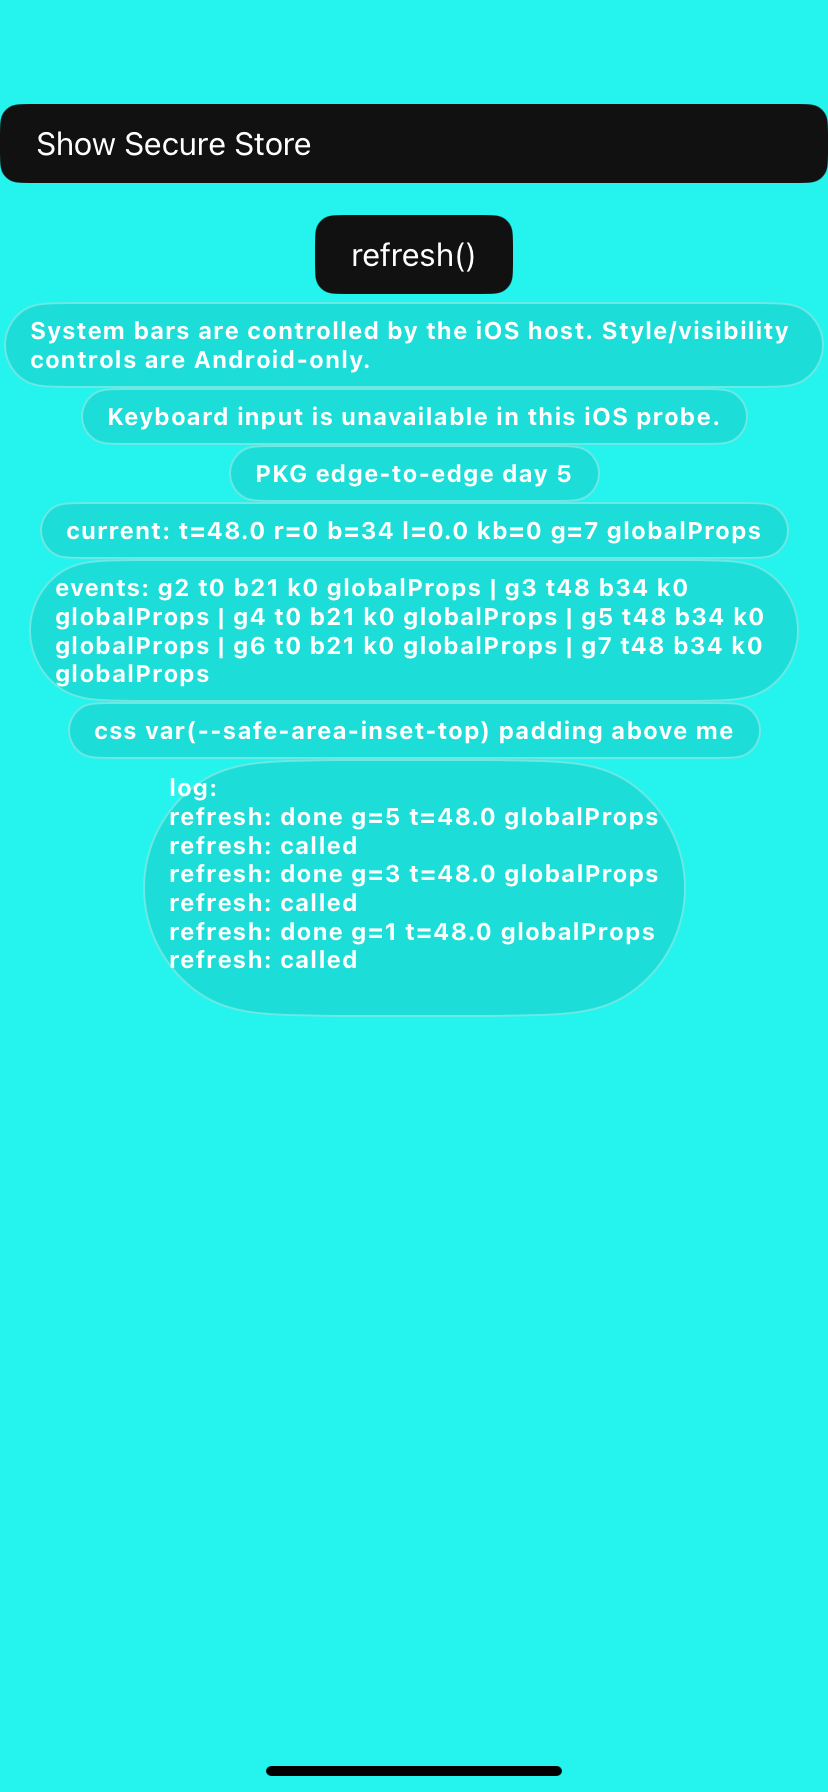 Show Secure Store
refresh()
System bars are controlled by the iOS host. Style/visibility
controls are Android-only.
Keyboard input is unavailable in this iOS probe.
PKG edge-to-edge day 5
current: t=48.0 r=0 b=34 l=0.0 kb=0 g=7 globalProps
events: g2 t0 b21 k0 globalProps | g3 t48 b34 k0
globalProps | g4 t0 b21 k0 globalProps | g5 t48 b34 k0
globalProps | g6 t0 b21 k0 globalProps | g7 t48 b34 k0
globalProps
css var(--safe-area-inset-top) padding above me
log:
refresh: done g=5 t=48.0 globalProps
refresh: called
refresh: done g=3 t=48.0 globalProps
refresh: called
refresh: done g=1 t=48.0 globalProps
refresh: called